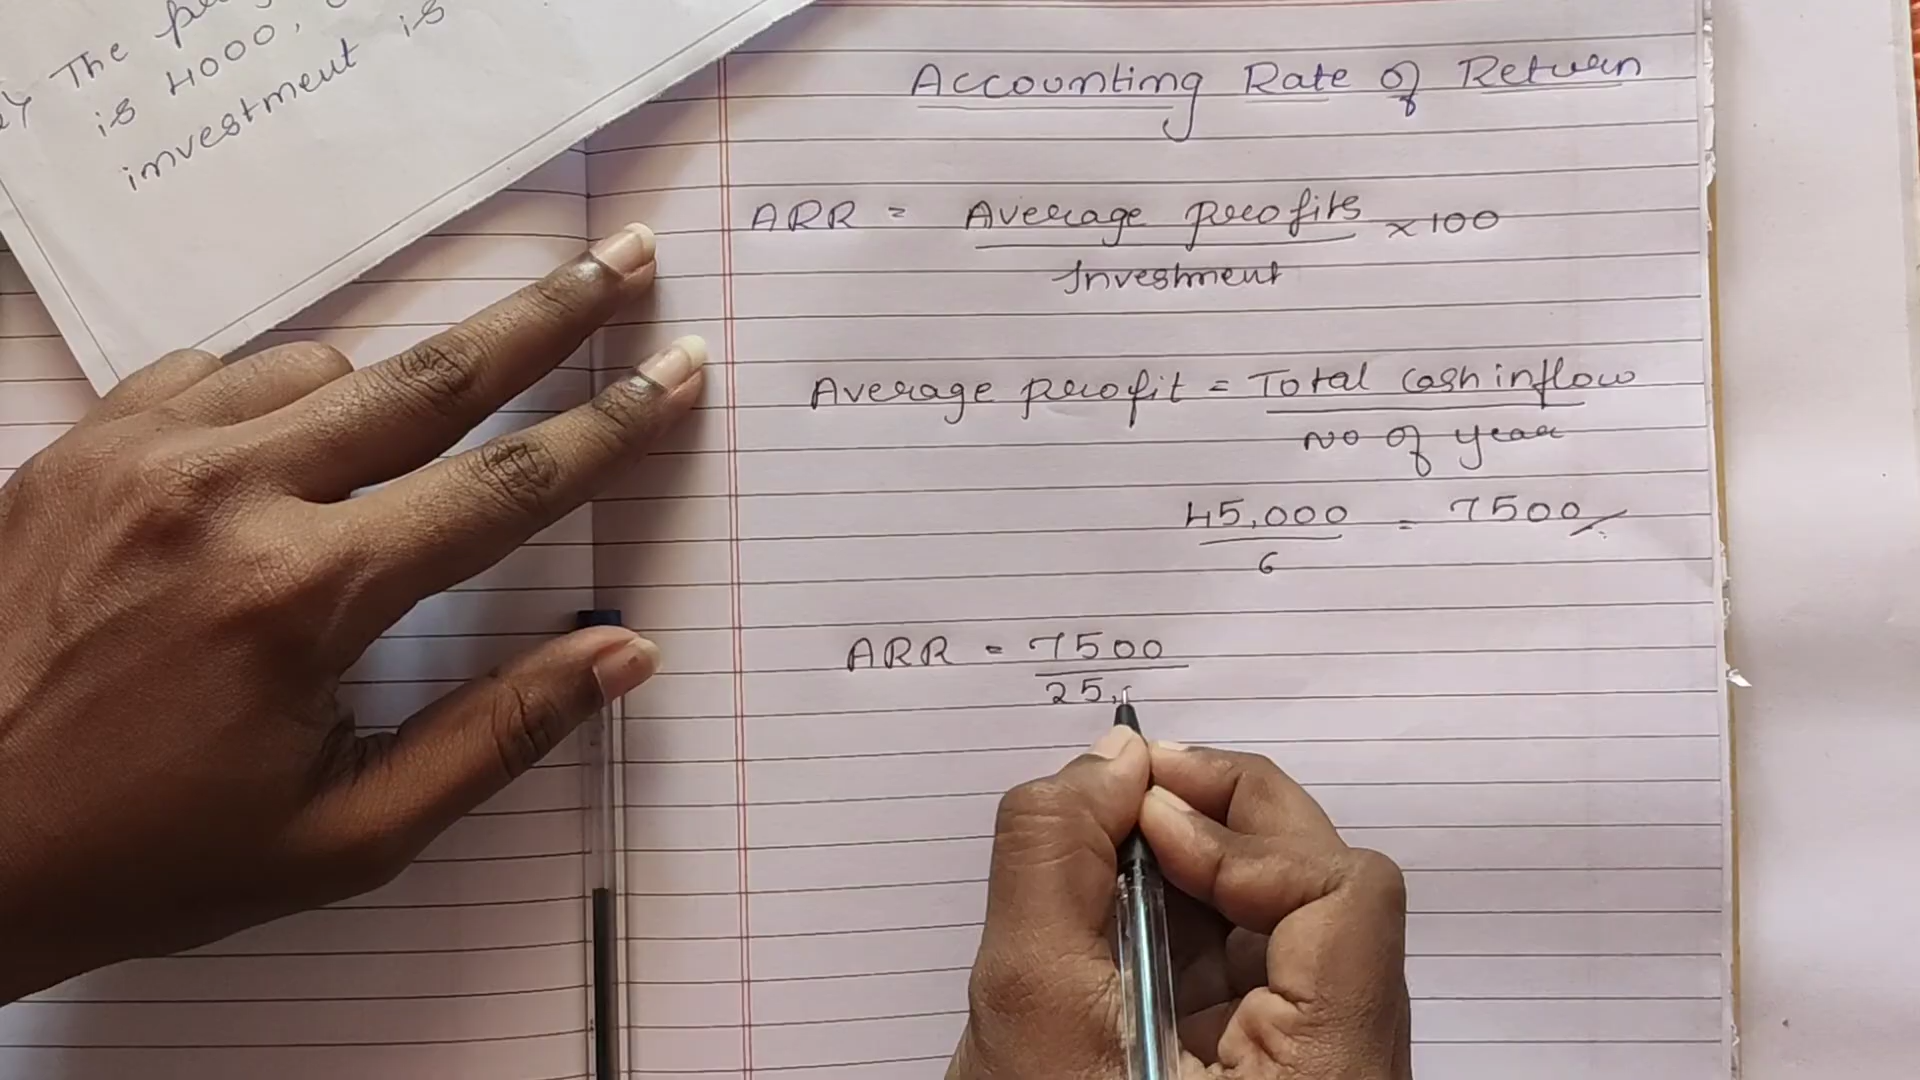 The
is 4000,
investment is
Accounting Rate of Return
ARR = Average profits × 100
Investment
Average profit = Total cash inflow
No of year
45,000 = 7500
6
ARR = 7500
25,